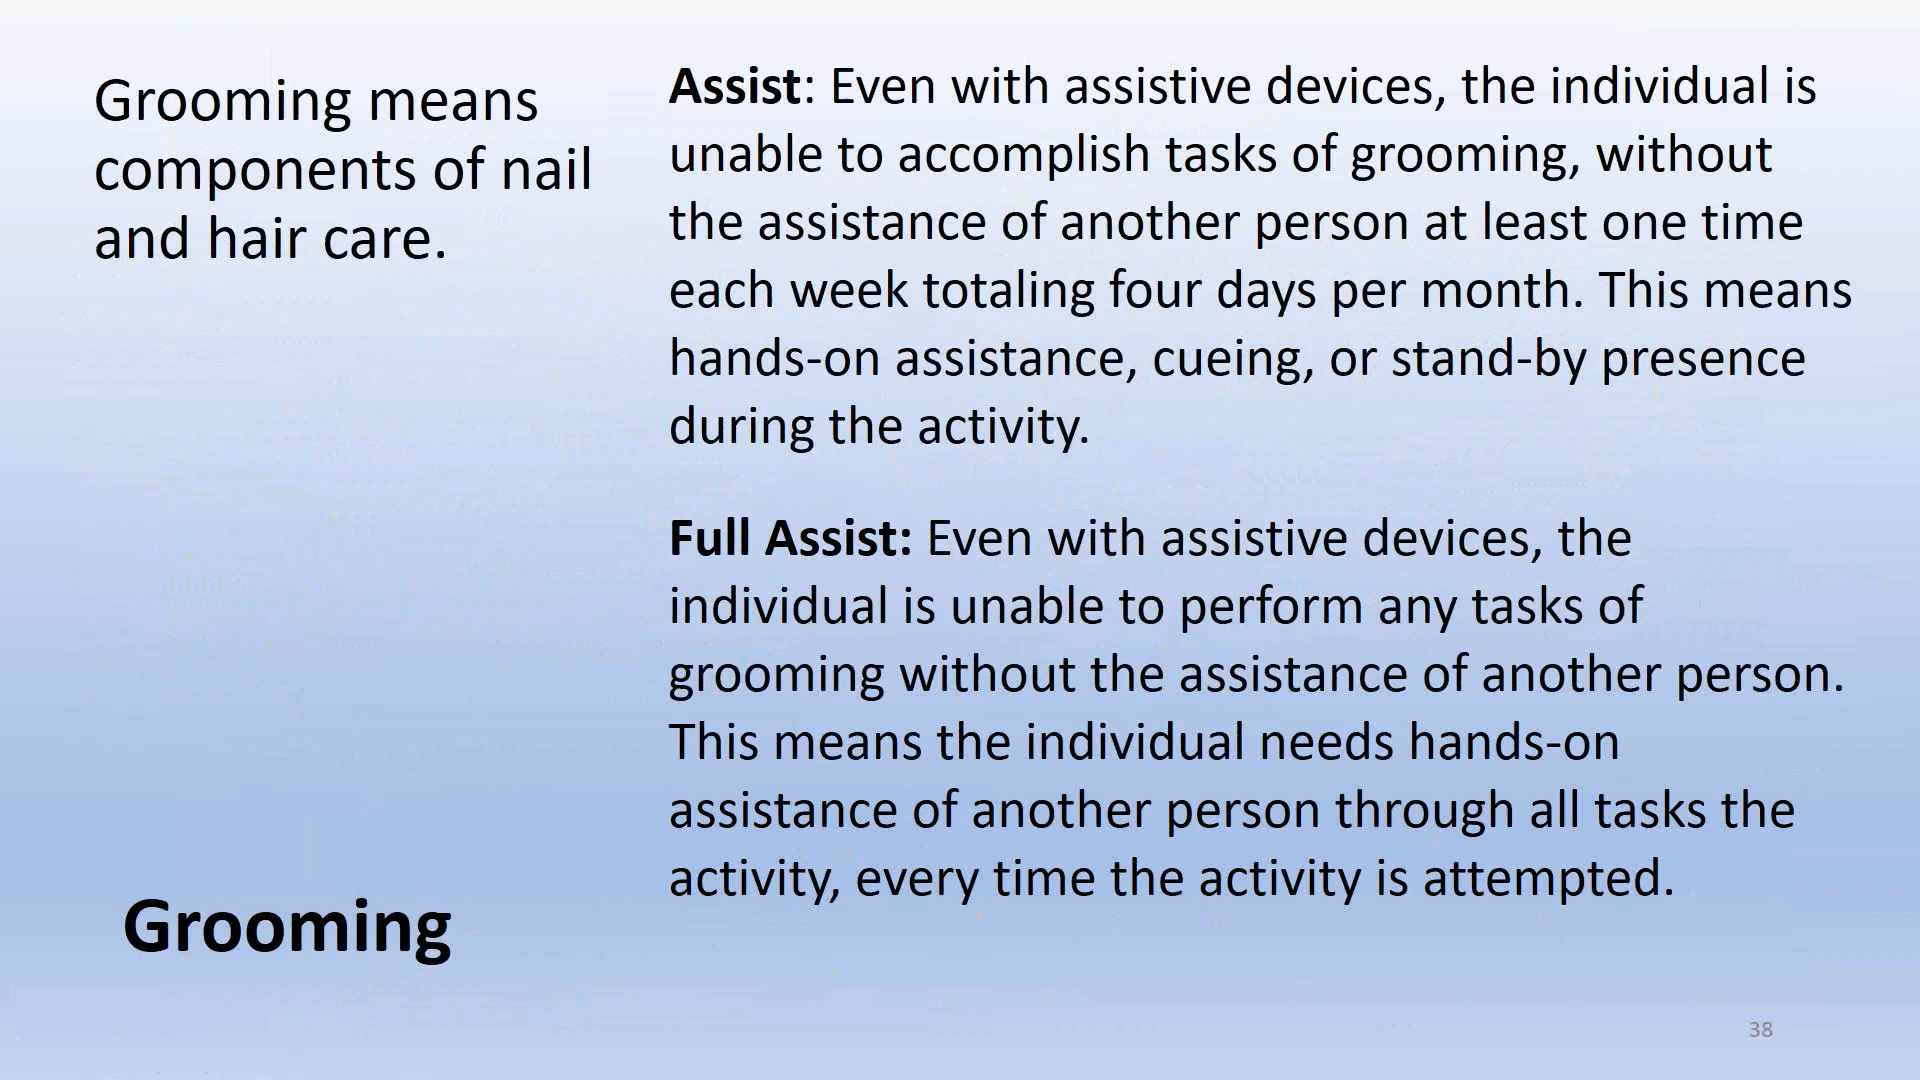 Grooming means
components of nail
and hair care.
Assist: Even with assistive devices, the individual is
unable to accomplish tasks of grooming, without
the assistance of another person at least one time
each week totaling four days per month. This means
hands-on assistance, cueing, or stand-by presence
during the activity.
Full Assist: Even with assistive devices, the
individual is unable to perform any tasks of
grooming without the assistance of another person.
This means the individual needs hands-on
assistance of another person through all tasks the
activity, every time the activity is attempted.
Grooming
38